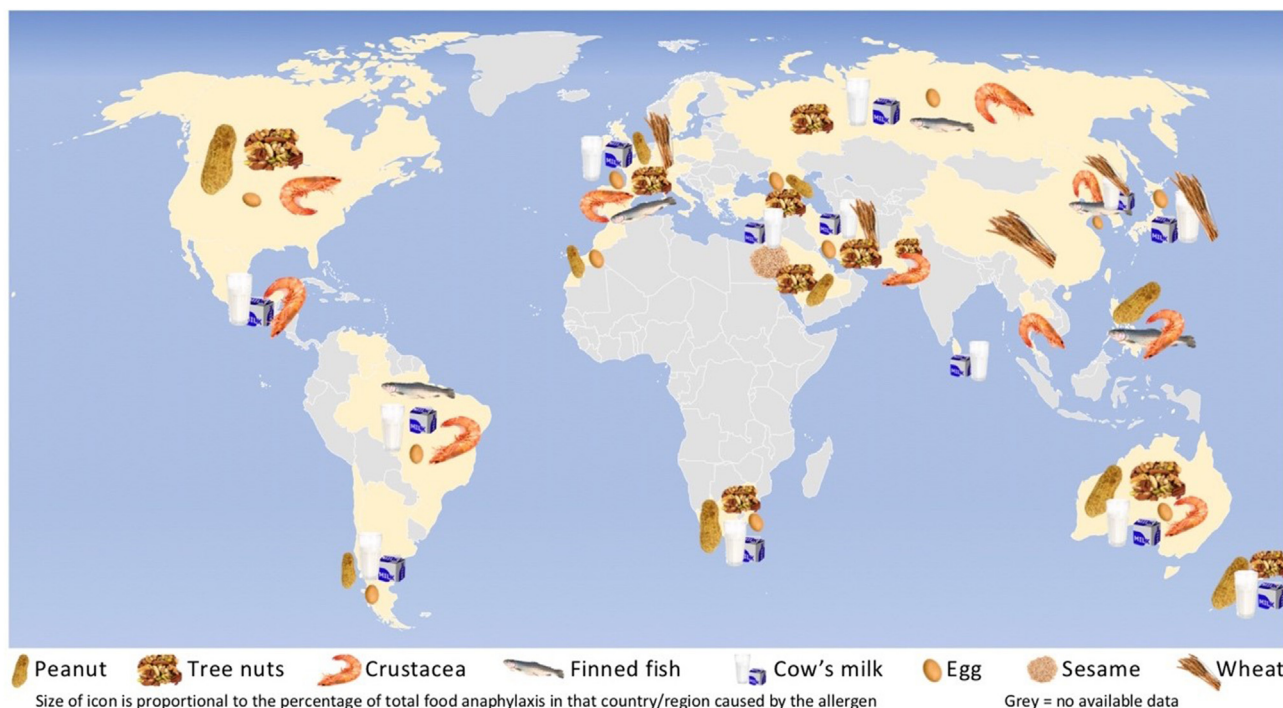 Peanut Tree nuts Crustacea Finned fish Cow's milk Egg Sesame Wheat
Size of icon is proportional to the percentage of total food anaphylaxis in that country/region caused by the allergen Grey = no available data